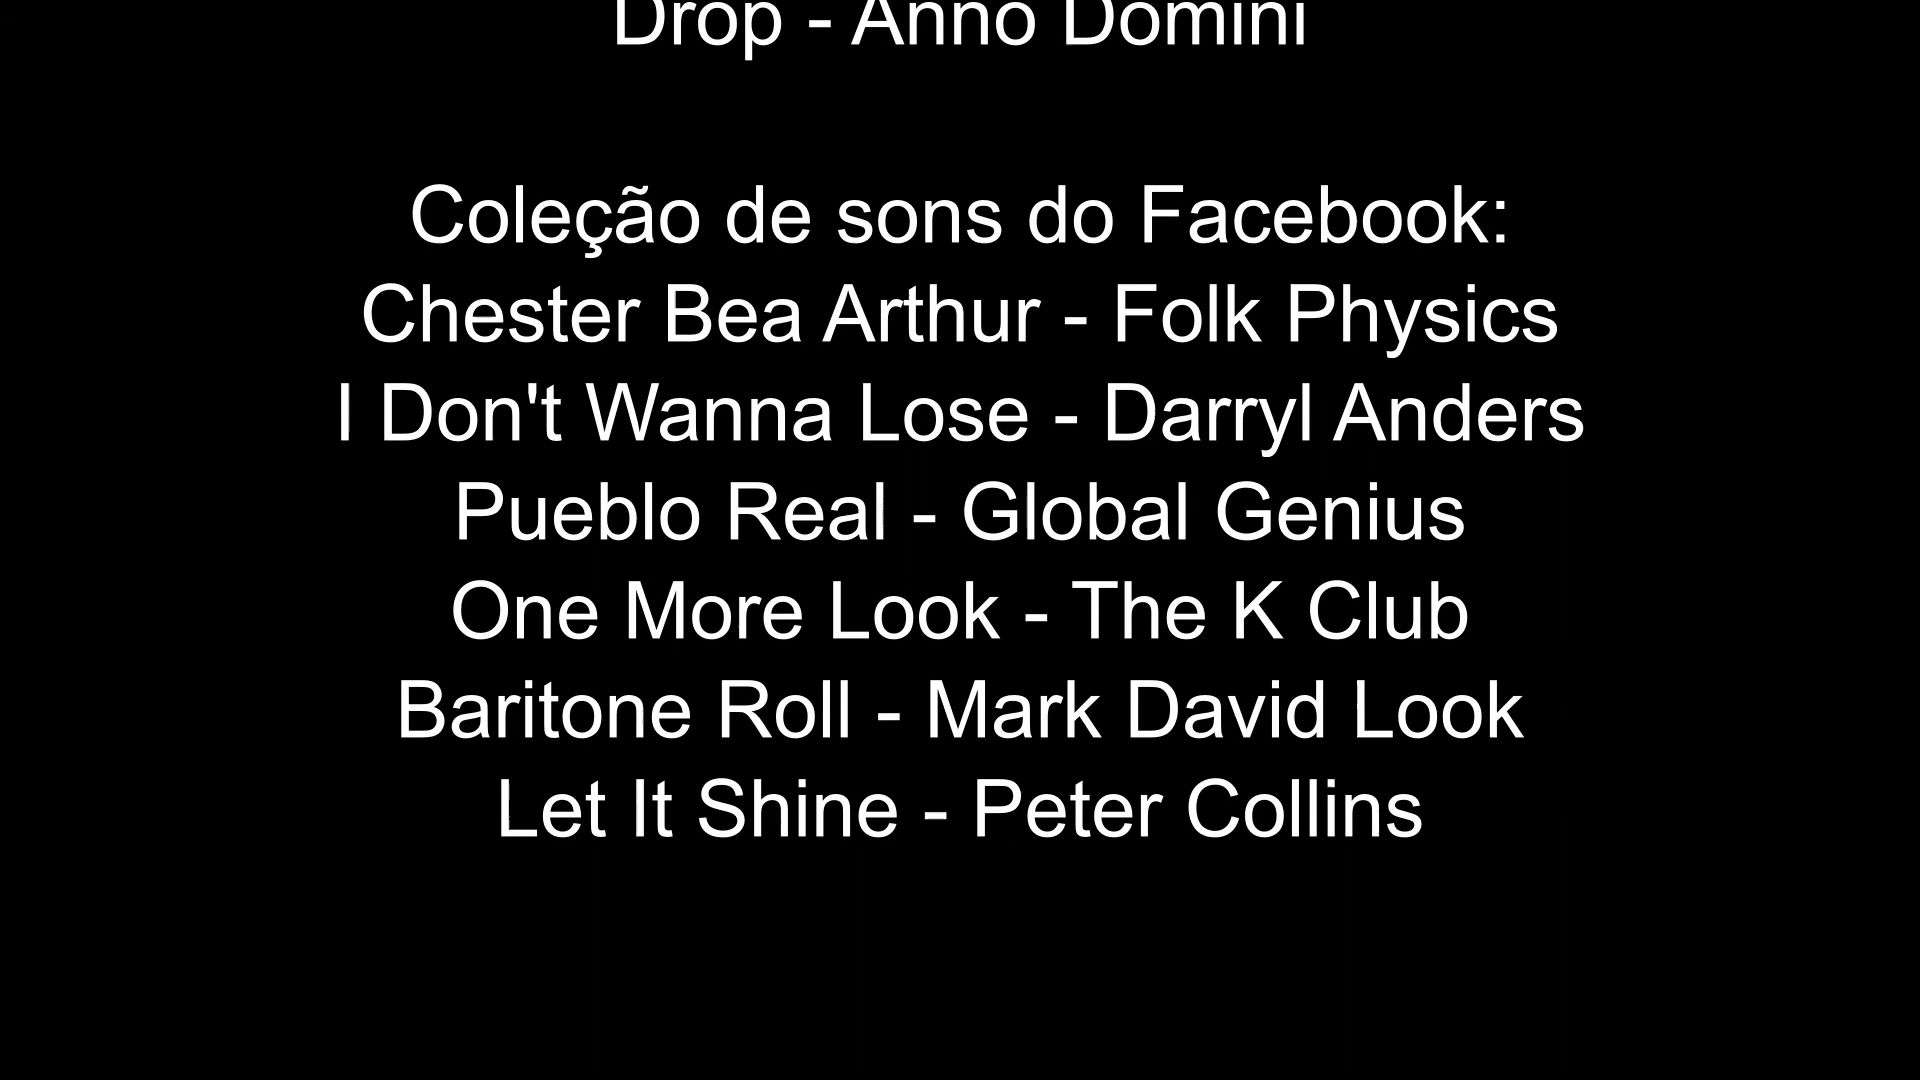 Drop - Anno Domini
Coleção de sons do Facebook:
Chester Bea Arthur - Folk Physics
I Don't Wanna Lose - Darryl Anders
Pueblo Real - Global Genius
One More Look - The K Club
Baritone Roll - Mark David Look
Let It Shine - Peter Collins